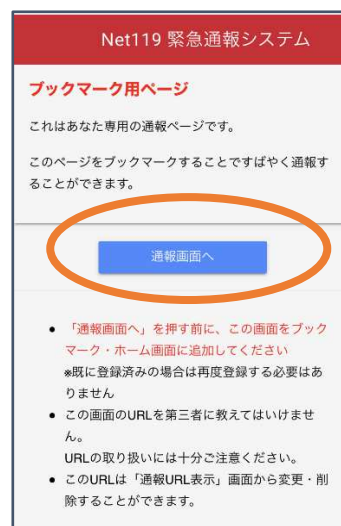 Net119 緊急通報システム
ブックマーク用ページ
これはあなた専用の通報ページです。
このページをブックマークすることですばやく通報す
ることができます。
通報画面へ
● 「通報画面へ」を押す前に、この画面をブック
マーク・ホーム画面に追加してください
※既に登録済みの場合は再度登録する必要はあ
りません
● この画面のURLを第三者に教えてはいけませ
ん。
URLの取り扱いには十分ご注意ください。
● このURLは「通報URL表示」画面から変更・削
除することができます。